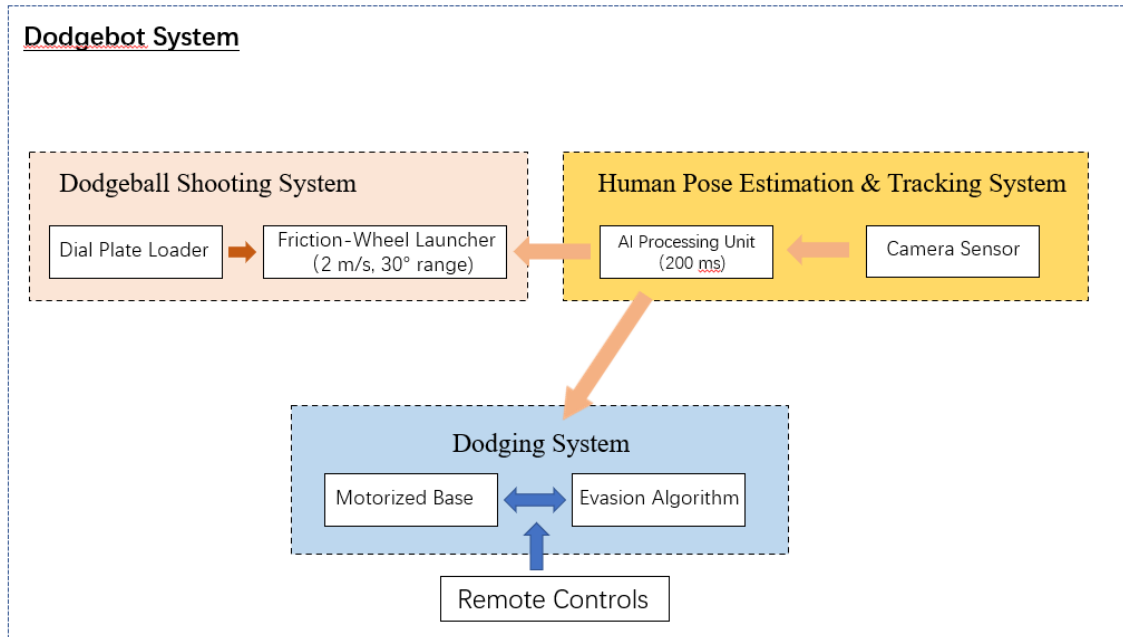 Dodgebot System
Dodgeball Shooting System
Human Pose Estimation & Tracking System
Dial Plate Loader
Friction-Wheel Launcher
(2 m/s, 30° range)
AI Processing Unit
(200 ms)
Camera Sensor
Dodging System
Motorized Base
Evasion Algorithm
Remote Controls